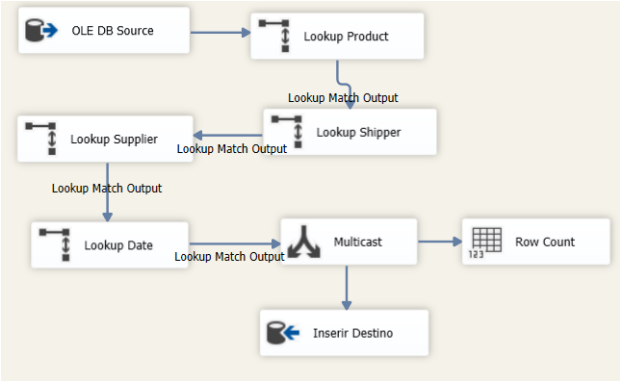 OLE DB Source
Lookup Product
Lookup Match Output
Lookup Shipper
Lookup Supplier
Lookup Match Output
Lookup Match Output
Lookup Date
Lookup Match Output
Multicast
Row Count
123
Inserir Destino